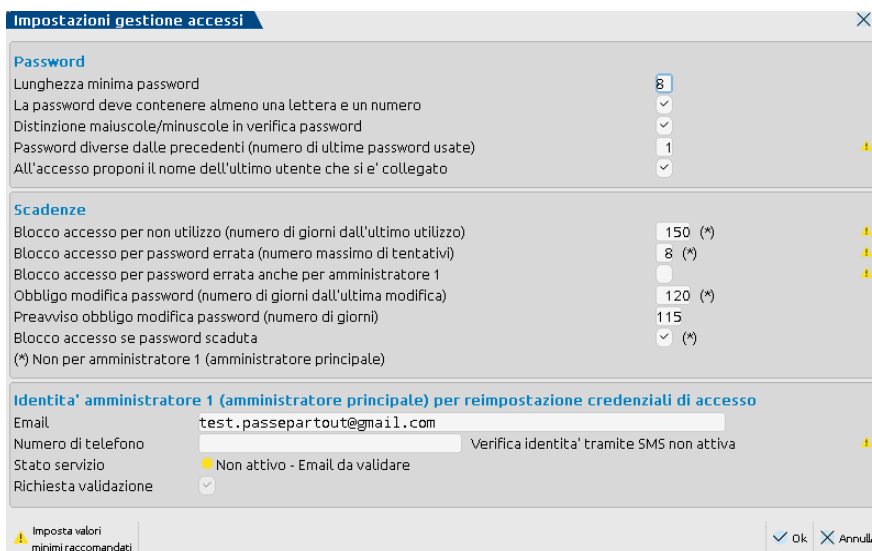 Impostazioni gestione accessi
Password
Lunghezza minima password 8
La password deve contenere almeno una lettera e un numero
Distinzione maiuscole/minuscole in verifica password
Password diverse dalle precedenti (numero di ultime password usate) 1
All'accesso proponi il nome dell'ultimo utente che si e' collegato
Scadenze
Blocco accesso per non utilizzo (numero di giorni dall'ultimo utilizzo) 150 (*)
Blocco accesso per password errata (numero massimo di tentativi) 8 (*)
Blocco accesso per password errata anche per amministratore 1
Obbligo modifica password (numero di giorni dall'ultima modifica) 120 (*)
Preavviso obbligo modifica password (numero di giorni) 115
Blocco accesso se password scaduta (*)
(*) Non per amministratore 1 (amministratore principale)
Identita' amministratore 1 (amministratore principale) per reimpostazione credenziali di accesso
Email test.passepartout@gmail.com
Numero di telefono Verifica identita' tramite SMS non attiva
Stato servizio Non attivo - Email da validare
Richiesta validazione
Imposta valori
minimi raccomandati
Ok Annulla